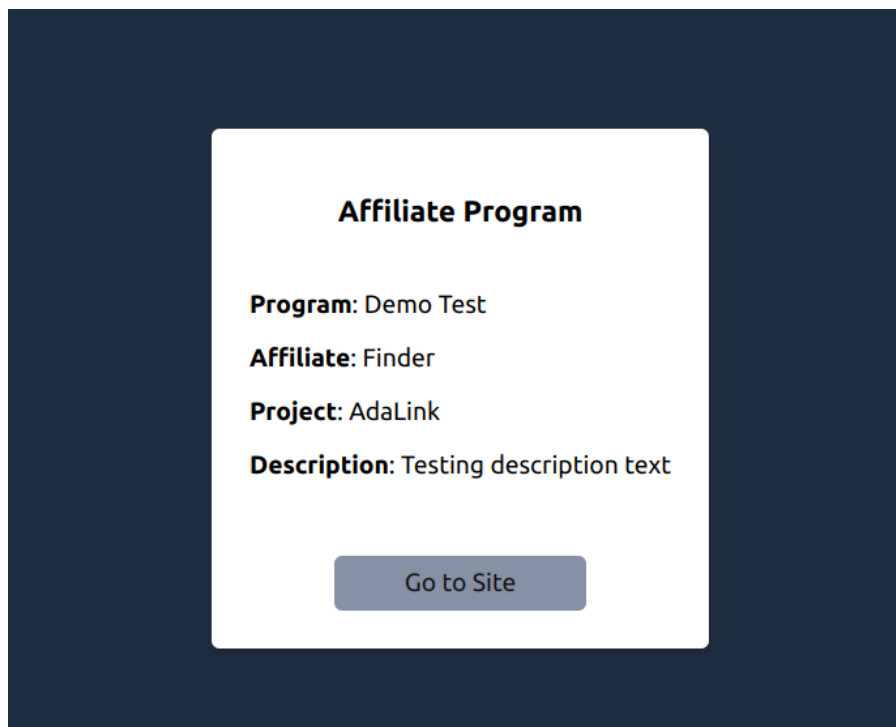 Affiliate Program
Program: Demo Test
Affiliate: Finder
Project: AdaLink
Description: Testing description text
Go to Site